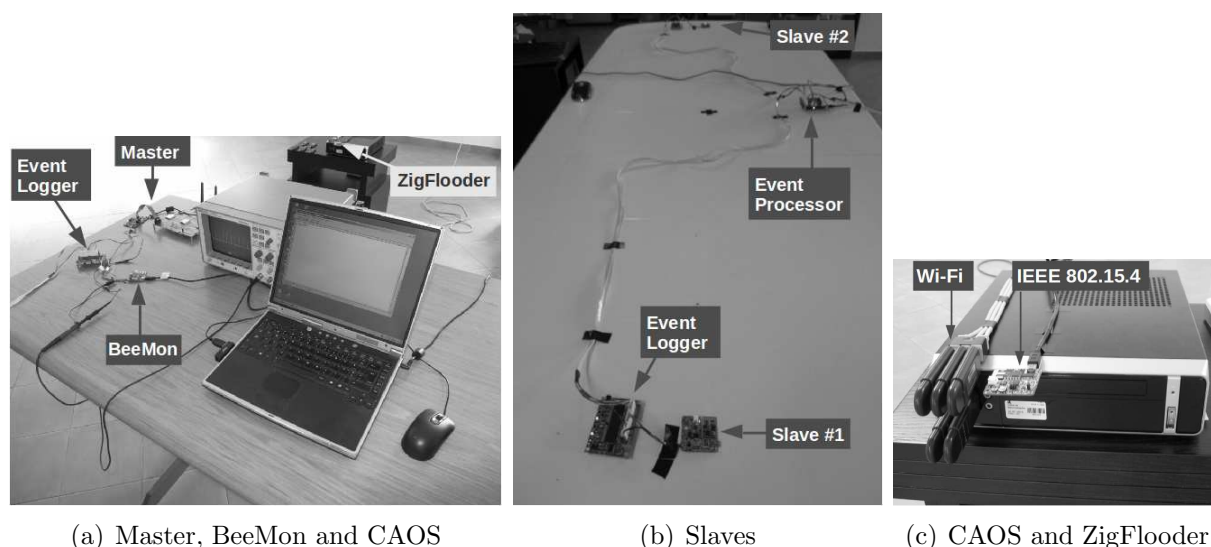 Event
Logger
Master
ZigFlooder
BeeMon
(a) Master, BeeMon and CAOS
Slave #2
Event
Processor
Event
Logger
Slave #1
(b) Slaves
Wi-Fi
IEEE 802.15.4
(c) CAOS and ZigFlooder